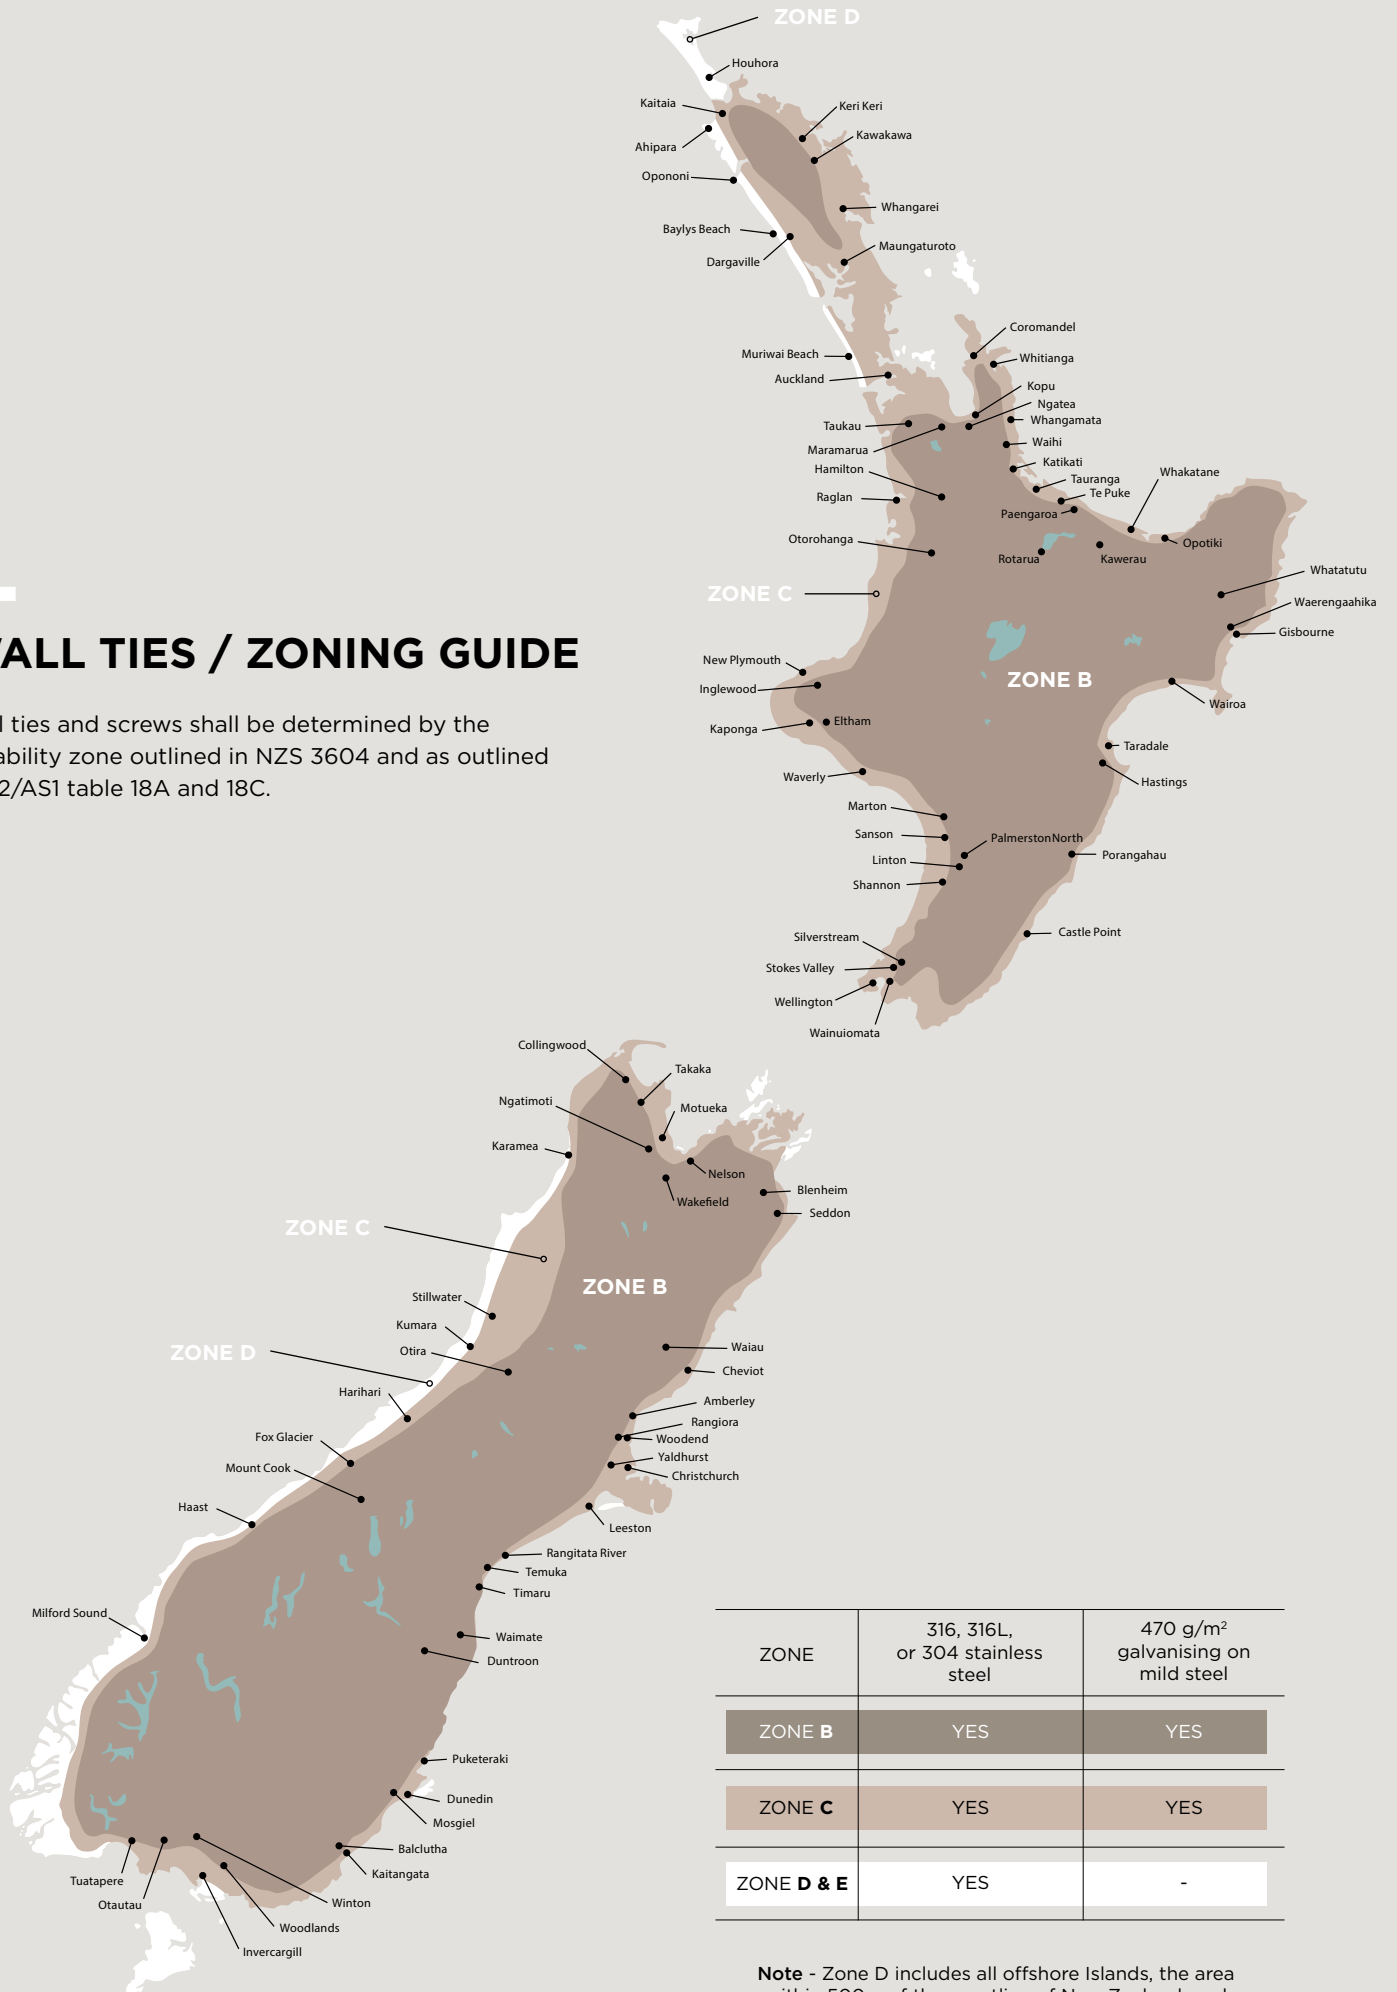 ZONE D
Houhora
Kaitaia
Keri Keri
Kawakawa
Ahipara
Opononi
Whangarei
Baylys Beach
Maungaturoto
Dargaville
Coromandel
Muriwai Beach
Whitianga
Auckland
Kopu
Ngatea
Whangamata
Taukau
Waihi
Maramarua
Katikati
Hamilton
Whakatane
Tauranga
Te Puke
Raglan
Paengaroa
Otorohanga
Opotiki
Rotarua
Kawerau
Whatatutu
ZONE C
Waerengaahika
Gisbourne
ALL TIES / ZONING GUIDE
New Plymouth
ZONE B
Inglewood
Wairoa
Kaponga
Eltham
l ties and screws shall be determined by the
ability zone outlined in NZS 3604 and as outlined
2/AS1 table 18A and 18C.
Taradale
Waverly
Hastings
Marton
Sanson
PalmerstonNorth
Linton
Porangahau
Shannon
Castle Point
Silverstream
Stokes Valley
Wellington
Wainuiomata
Collingwood
Takaka
Ngatimoti
Motueka
Karamea
Nelson
Blenheim
Wakefield
Seddon
ZONE C
ZONE B
Stillwater
Kumara
Otira
Waiau
ZONE D
Cheviot
Harihari
Amberley
Rangiora
Fox Glacier
Woodend
Yaldhurst
Mount Cook
Christchurch
Haast
Leeston
Rangitata River
Temuka
Timaru
Milford Sound
Waimate
Duntroon
Puketeraki
Dunedin
Mosgiel
Balclutha
Kaitangata
Tuatapere
Otautau
Winton
Woodlands
Invercargill
ZONE
316, 316L,
or 304 stainless
steel
470 g/m²
galvanising on
mild steel
ZONE B YES YES
ZONE C YES YES
ZONE D & E YES -
Note - Zone D includes all offshore Islands, the area